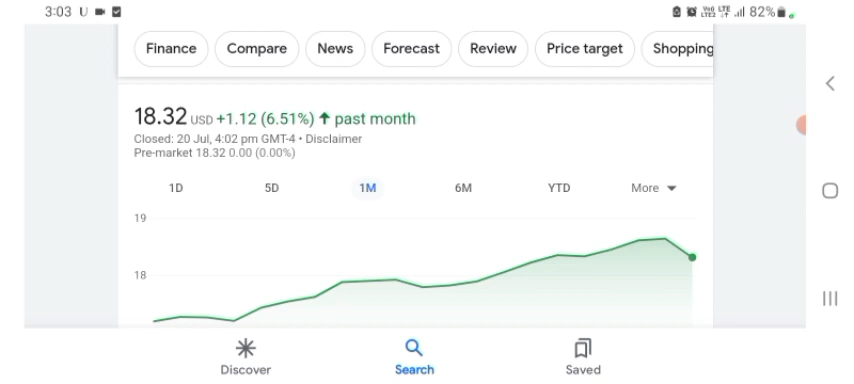 3:03 U 82%
Finance Compare News Forecast Review Price target Shopping
18.32 USD +1.12 (6.51%) ↑ past month
Closed: 20 Jul, 4:02 pm GMT-4 • Disclaimer
Pre-market 18.32 0.00 (0.00%)
1D 5D 1M 6M YTD More
19
18
Discover Search Saved